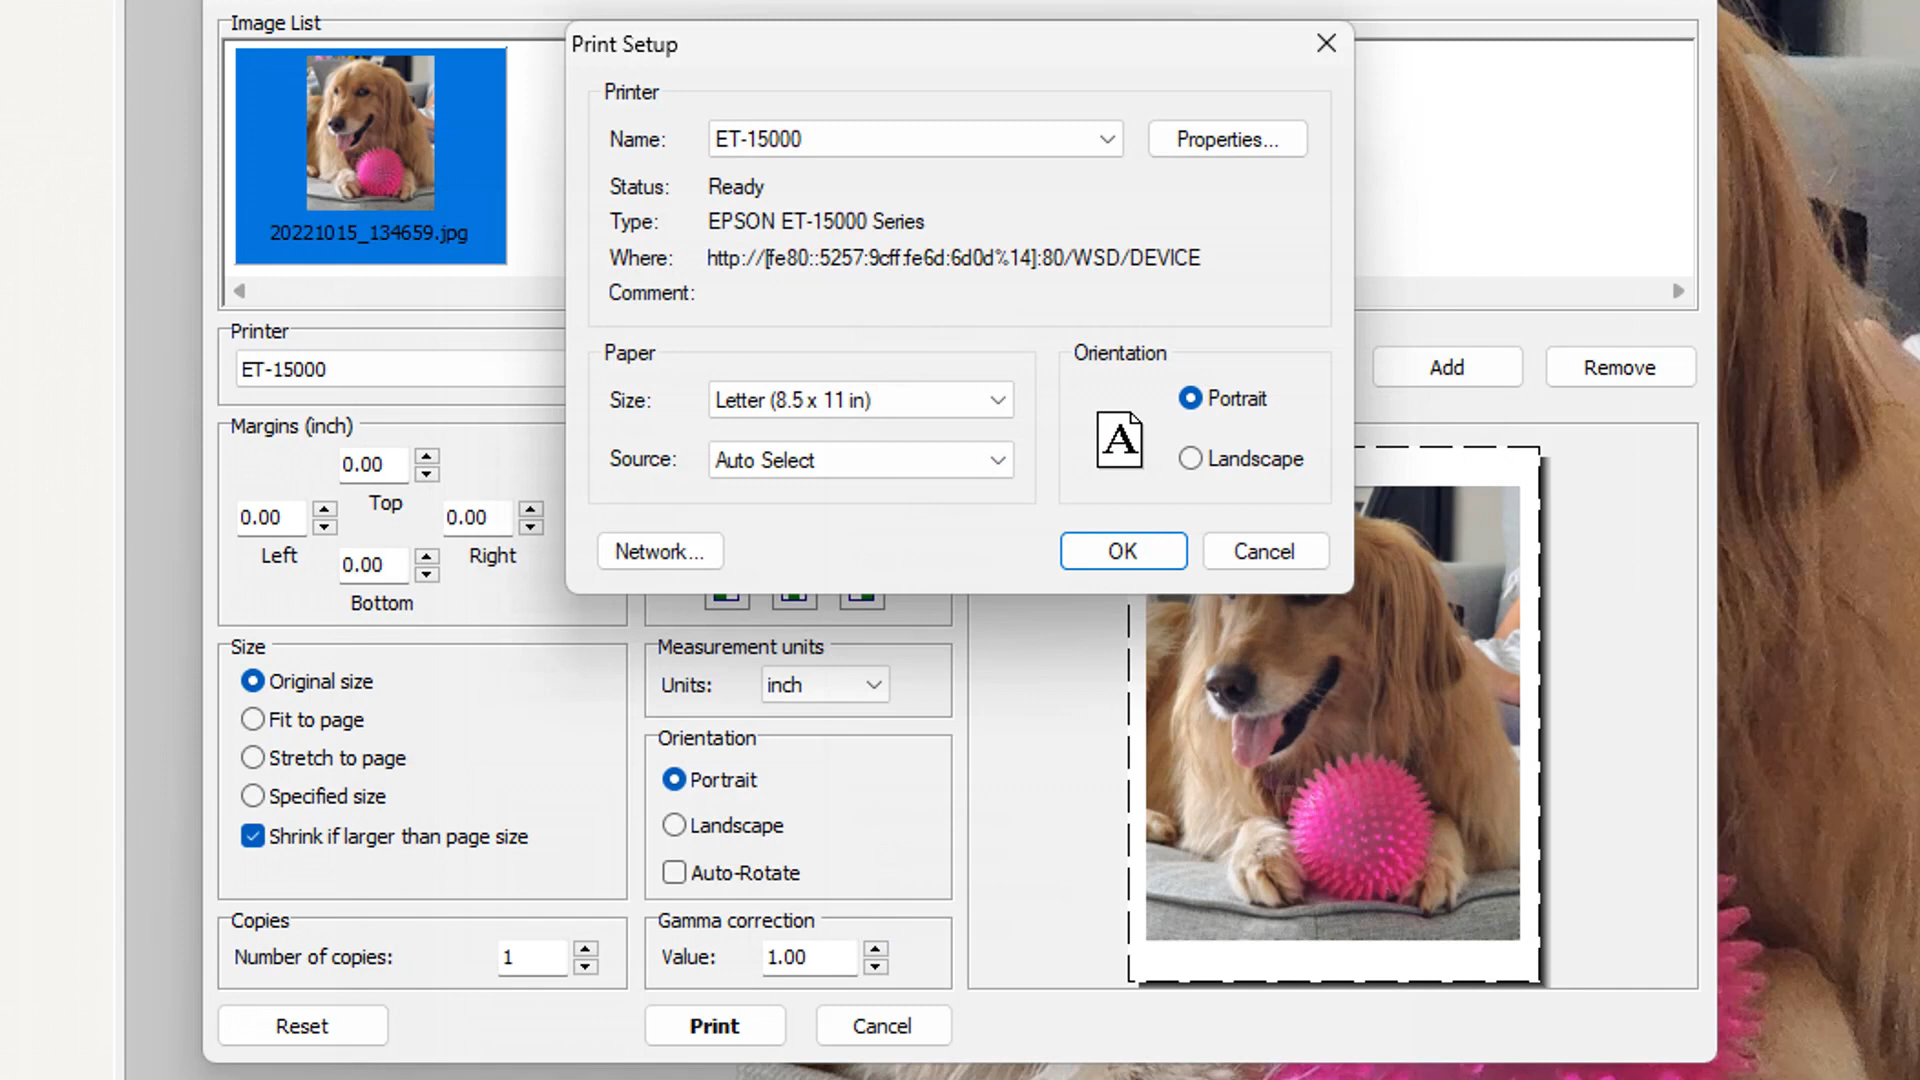 Image List
20221015_134659.jpg
Print Setup
Printer
Name: ET-15000 Properties...
Status: Ready
Type: EPSON ET-15000 Series
Where: http://[fe80::5257:9cff:fe6d:6d0d%14]:80/WSD/DEVICE
Comment:
Paper
Size: Letter (8.5 x 11 in)
Source: Auto Select
Orientation
A
Portrait
Landscape
Network... OK Cancel
Printer
ET-15000
Add Remove
Margins (inch)
0.00
Top
0.00
Left
0.00
Right
0.00
Bottom
Size
Original size
Fit to page
Stretch to page
Specified size
Shrink if larger than page size
Measurement units
Units: inch
Orientation
Portrait
Landscape
Auto-Rotate
Copies
Number of copies: 1
Gamma correction
Value: 1.00
Reset Print Cancel